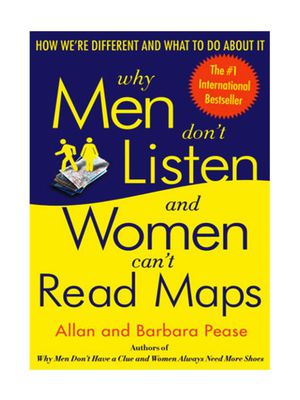 HOW WE'RE DIFFERENT AND WHAT TO DO ABOUT IT
The #1
International
Bestseller
why
Men
don't
Listen
and
Women
can't
Read Maps
Allan and Barbara Pease
Authors of
Why Men Don't Have a Clue and Women Always Need More Shoes